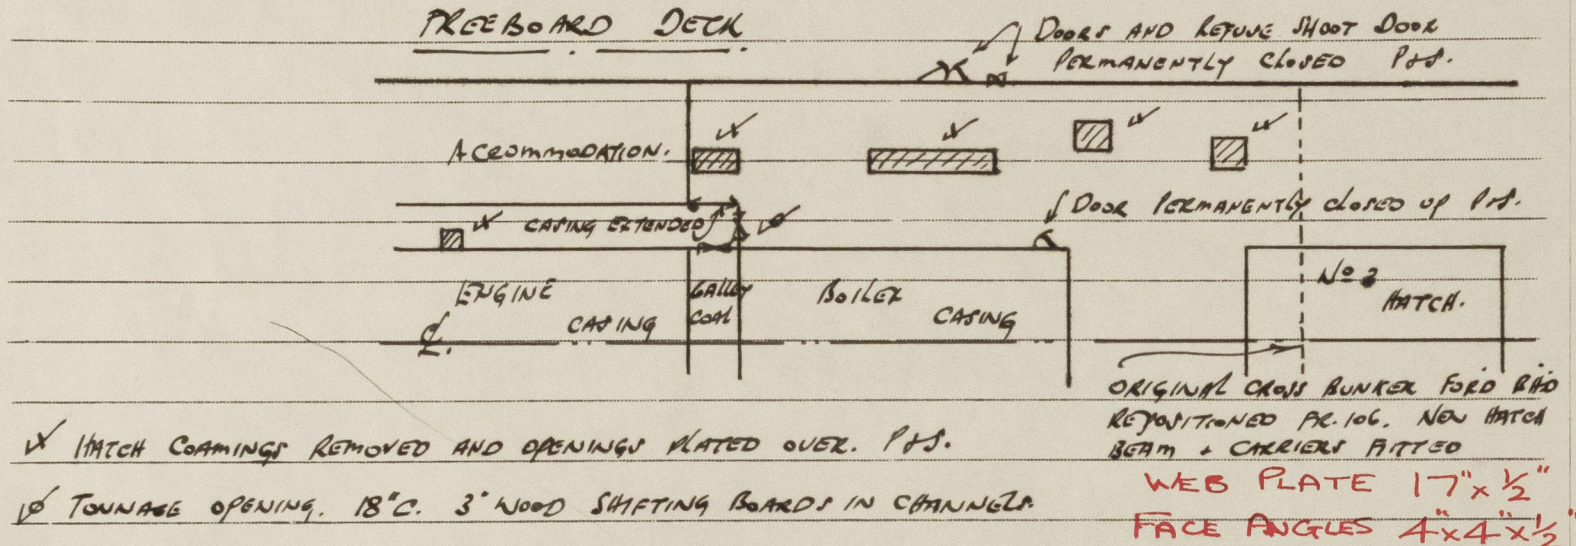 FREEBOARD DECK
DOORS AND REFUSE SHOOT DOOR
PERMANENTLY CLOSED P&S.
ACCOMMODATION.
CASING EXTENDED
DOOR PERMANENTLY CLOSED UP P&S.
ENGINE
CASING
GALLEY
COAL
BOILER
CASING
No 3
HATCH.
ORIGINAL CROSS BUNKER FOR'D BHD
REPOSITIONED FR. 106. NEW HATCH
BEAM + CARRIERS FITTED
HATCH COAMINGS REMOVED AND OPENINGS PLATED OVER. P&S.
TONNAGE OPENING. 18"C. 3" WOOD SHIFTING BOARDS IN CHANNELS.
WEB PLATE 17" x 1/2"
FACE ANGLES 4" x 4" x 1/2"